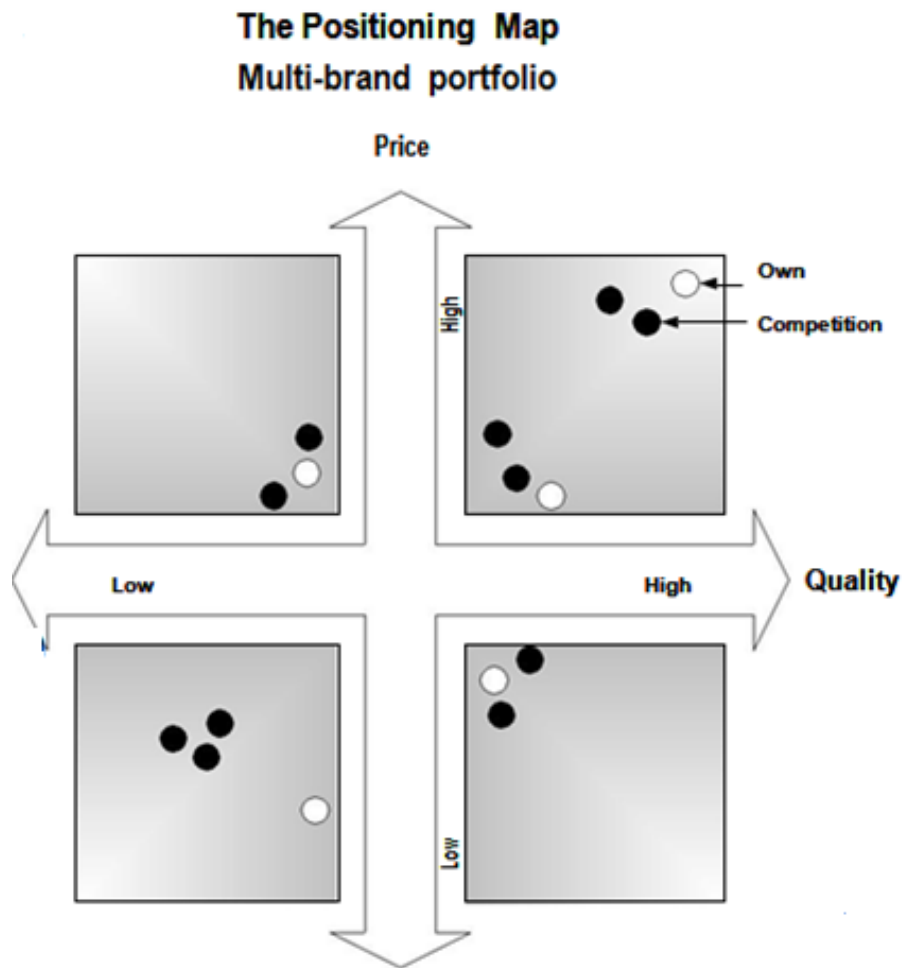 The Positioning Map
Multi-brand portfolio
Price
High
Own
Competition
Low
High
Quality
Low